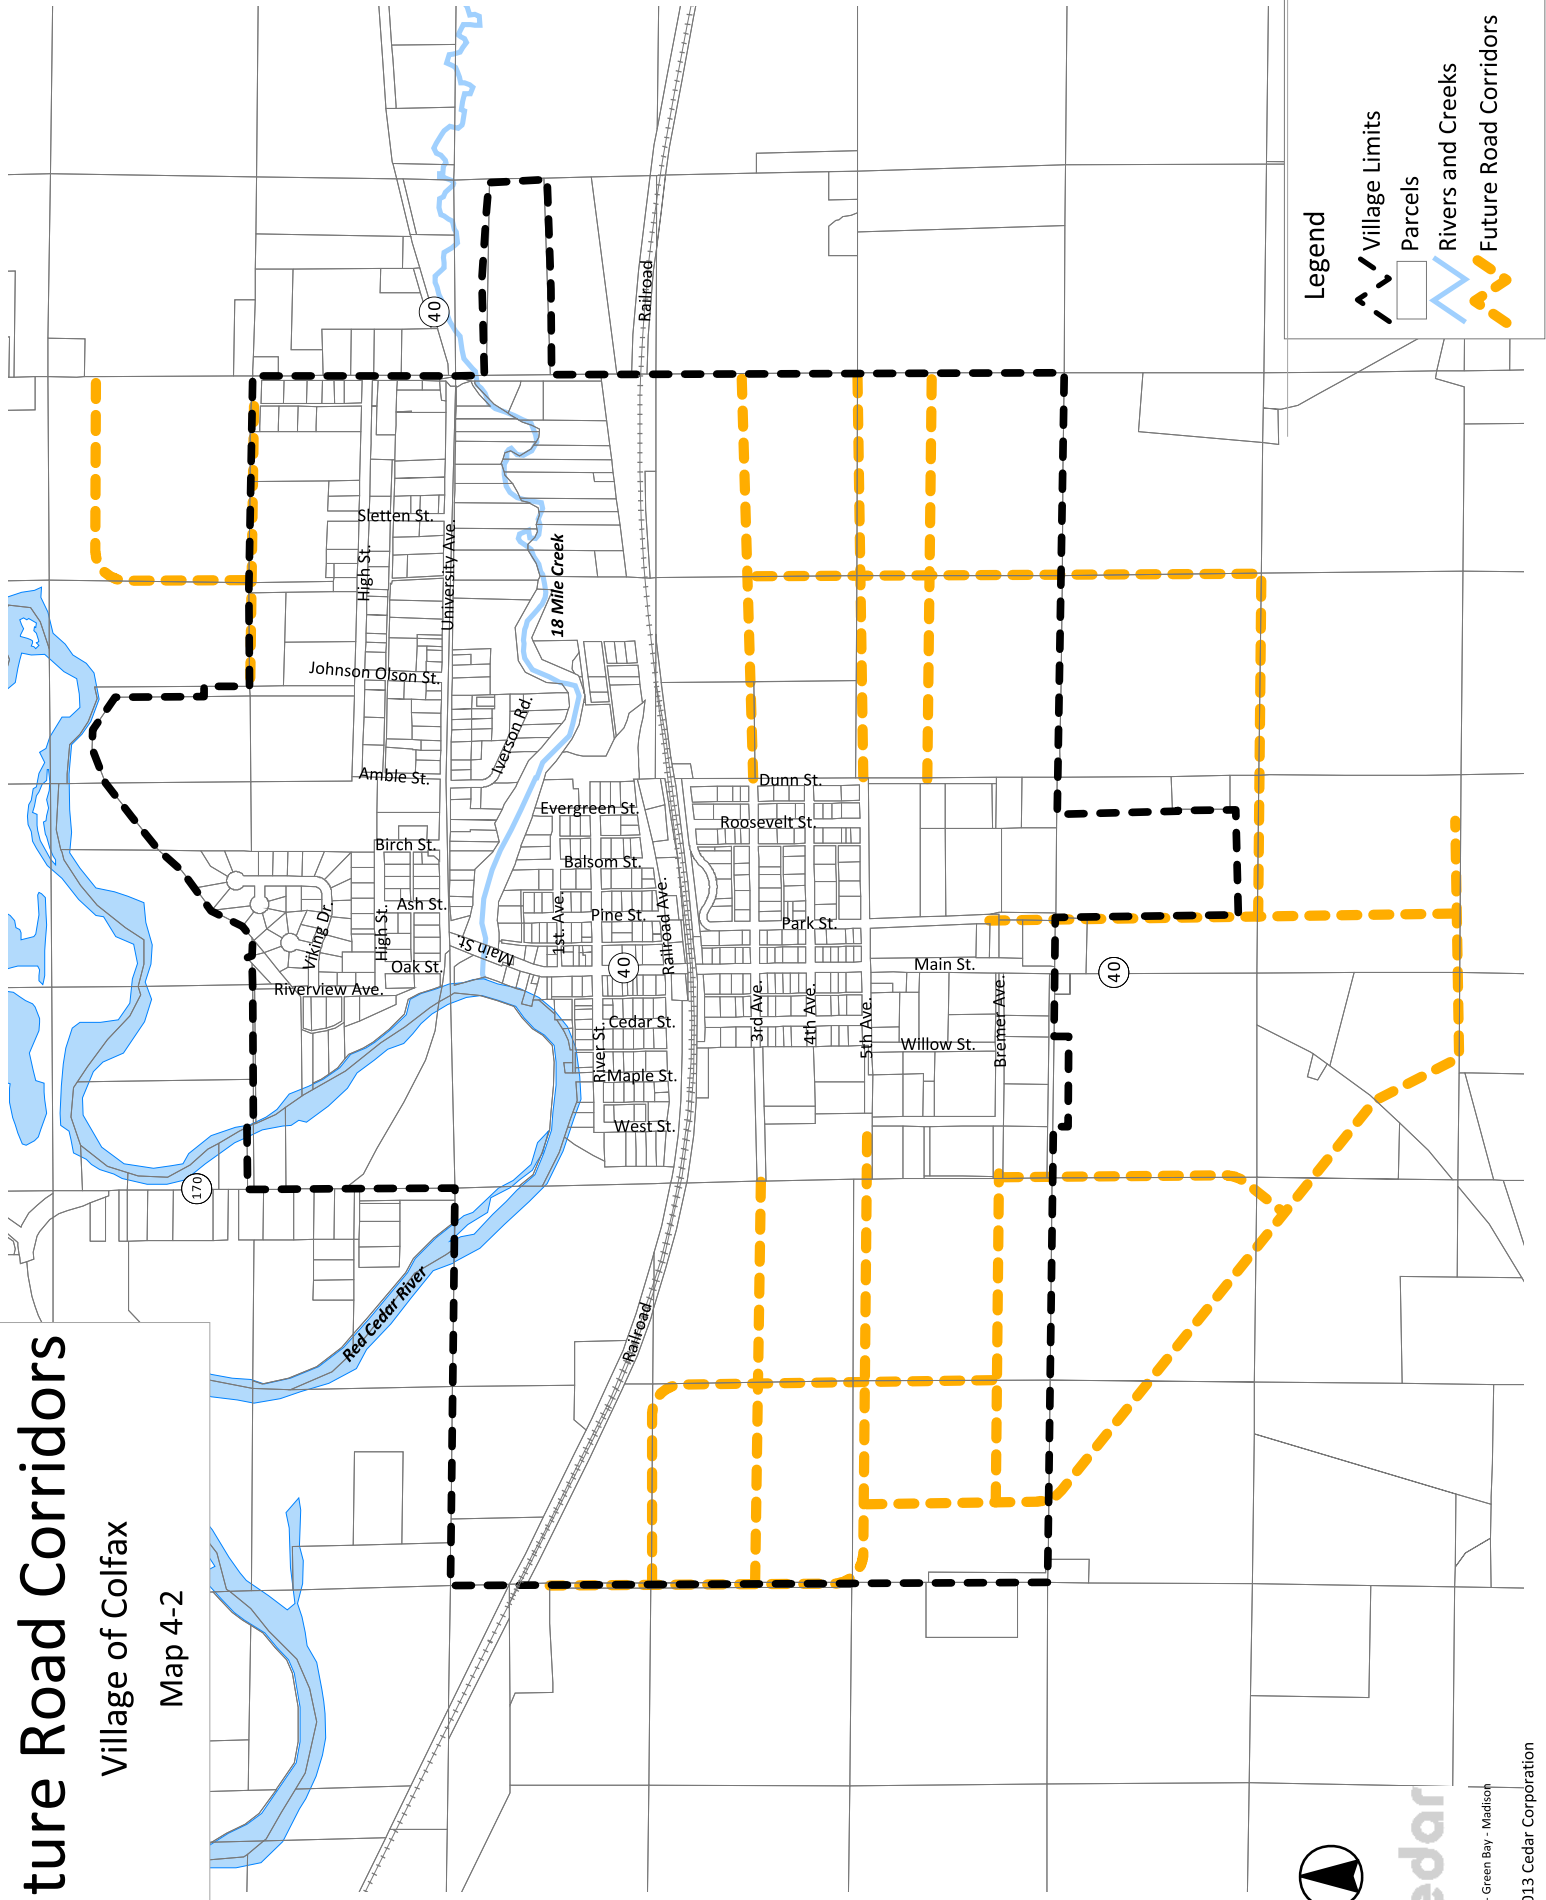 ture Road Corridors
Village of Colfax
Map 4-2
Legend
Village Limits
Parcels
Rivers and Creeks
Future Road Corridors
40
Railroad
Sletten St.
High St.
University Ave.
18 Mile Creek
Johnson Olson St.
Iverson Rd.
Amble St.
Evergreen St.
Dunn St.
Roosevelt St.
Birch St.
Balsom St.
Ash St.
Viking Dr.
High St.
1st. Ave.
Pine St.
Railroad Ave.
Park St.
Main St.
Oak St.
40
Main St.
40
Riverview Ave.
3rd Ave.
4th Ave.
5th Ave.
Bremer Ave.
Cedar St.
River St.
Willow St.
Maple St.
West St.
170
Red Cedar River
Railroad
edar
- Green Bay - Madison
013 Cedar Corporation